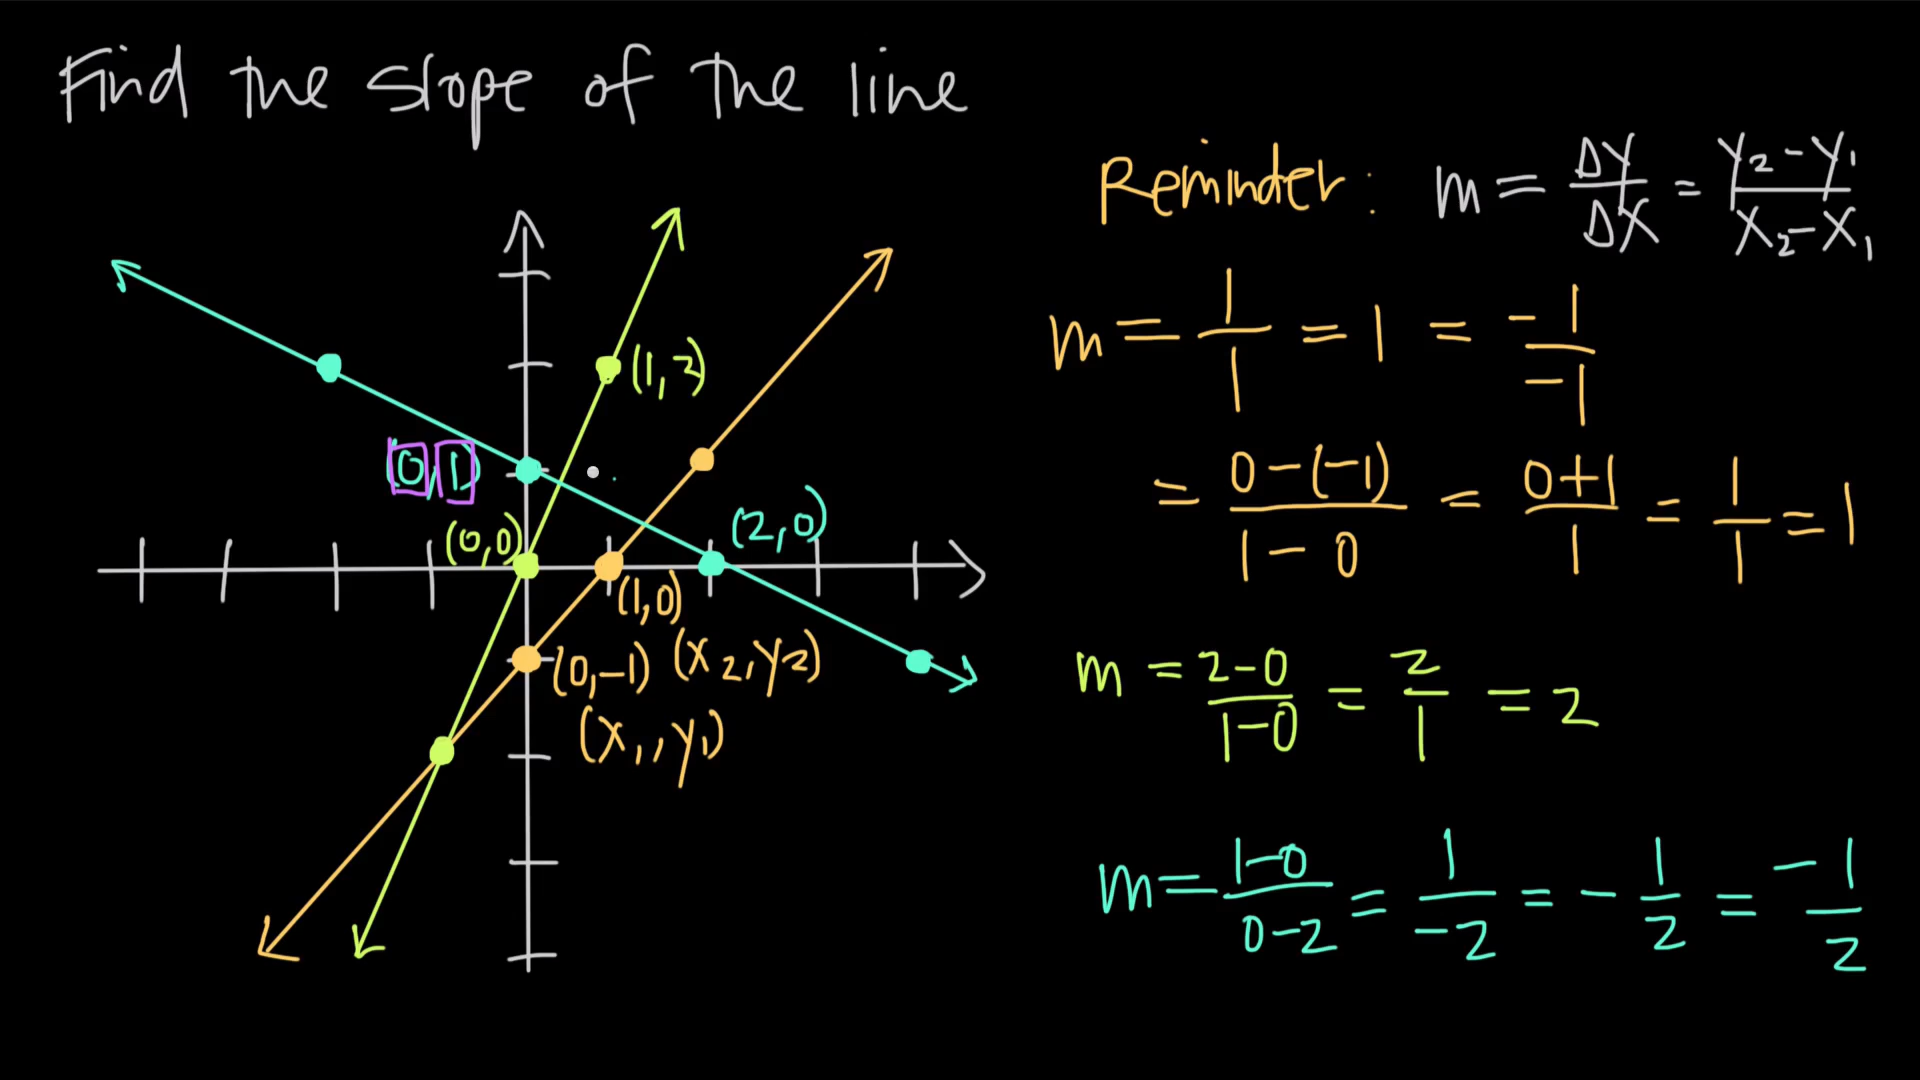 Find the slope of the line
Reminder: m = Δy/Δx = y₂-y₁/x₂-x₁
m = 1/1 = 1 = -1/-1
= 0-(-1)/1-0 = 0+1/1 = 1/1 = 1
m = 2-0/1-0 = 2/1 = 2
m = 1-0/0-2 = 1/-2 = -1/2 = -1/2
(1,2)
(0,1)
(2,0)
(0,0)
(1,0)
(0,-1) (x₂,y₂)
(x₁,y₁)